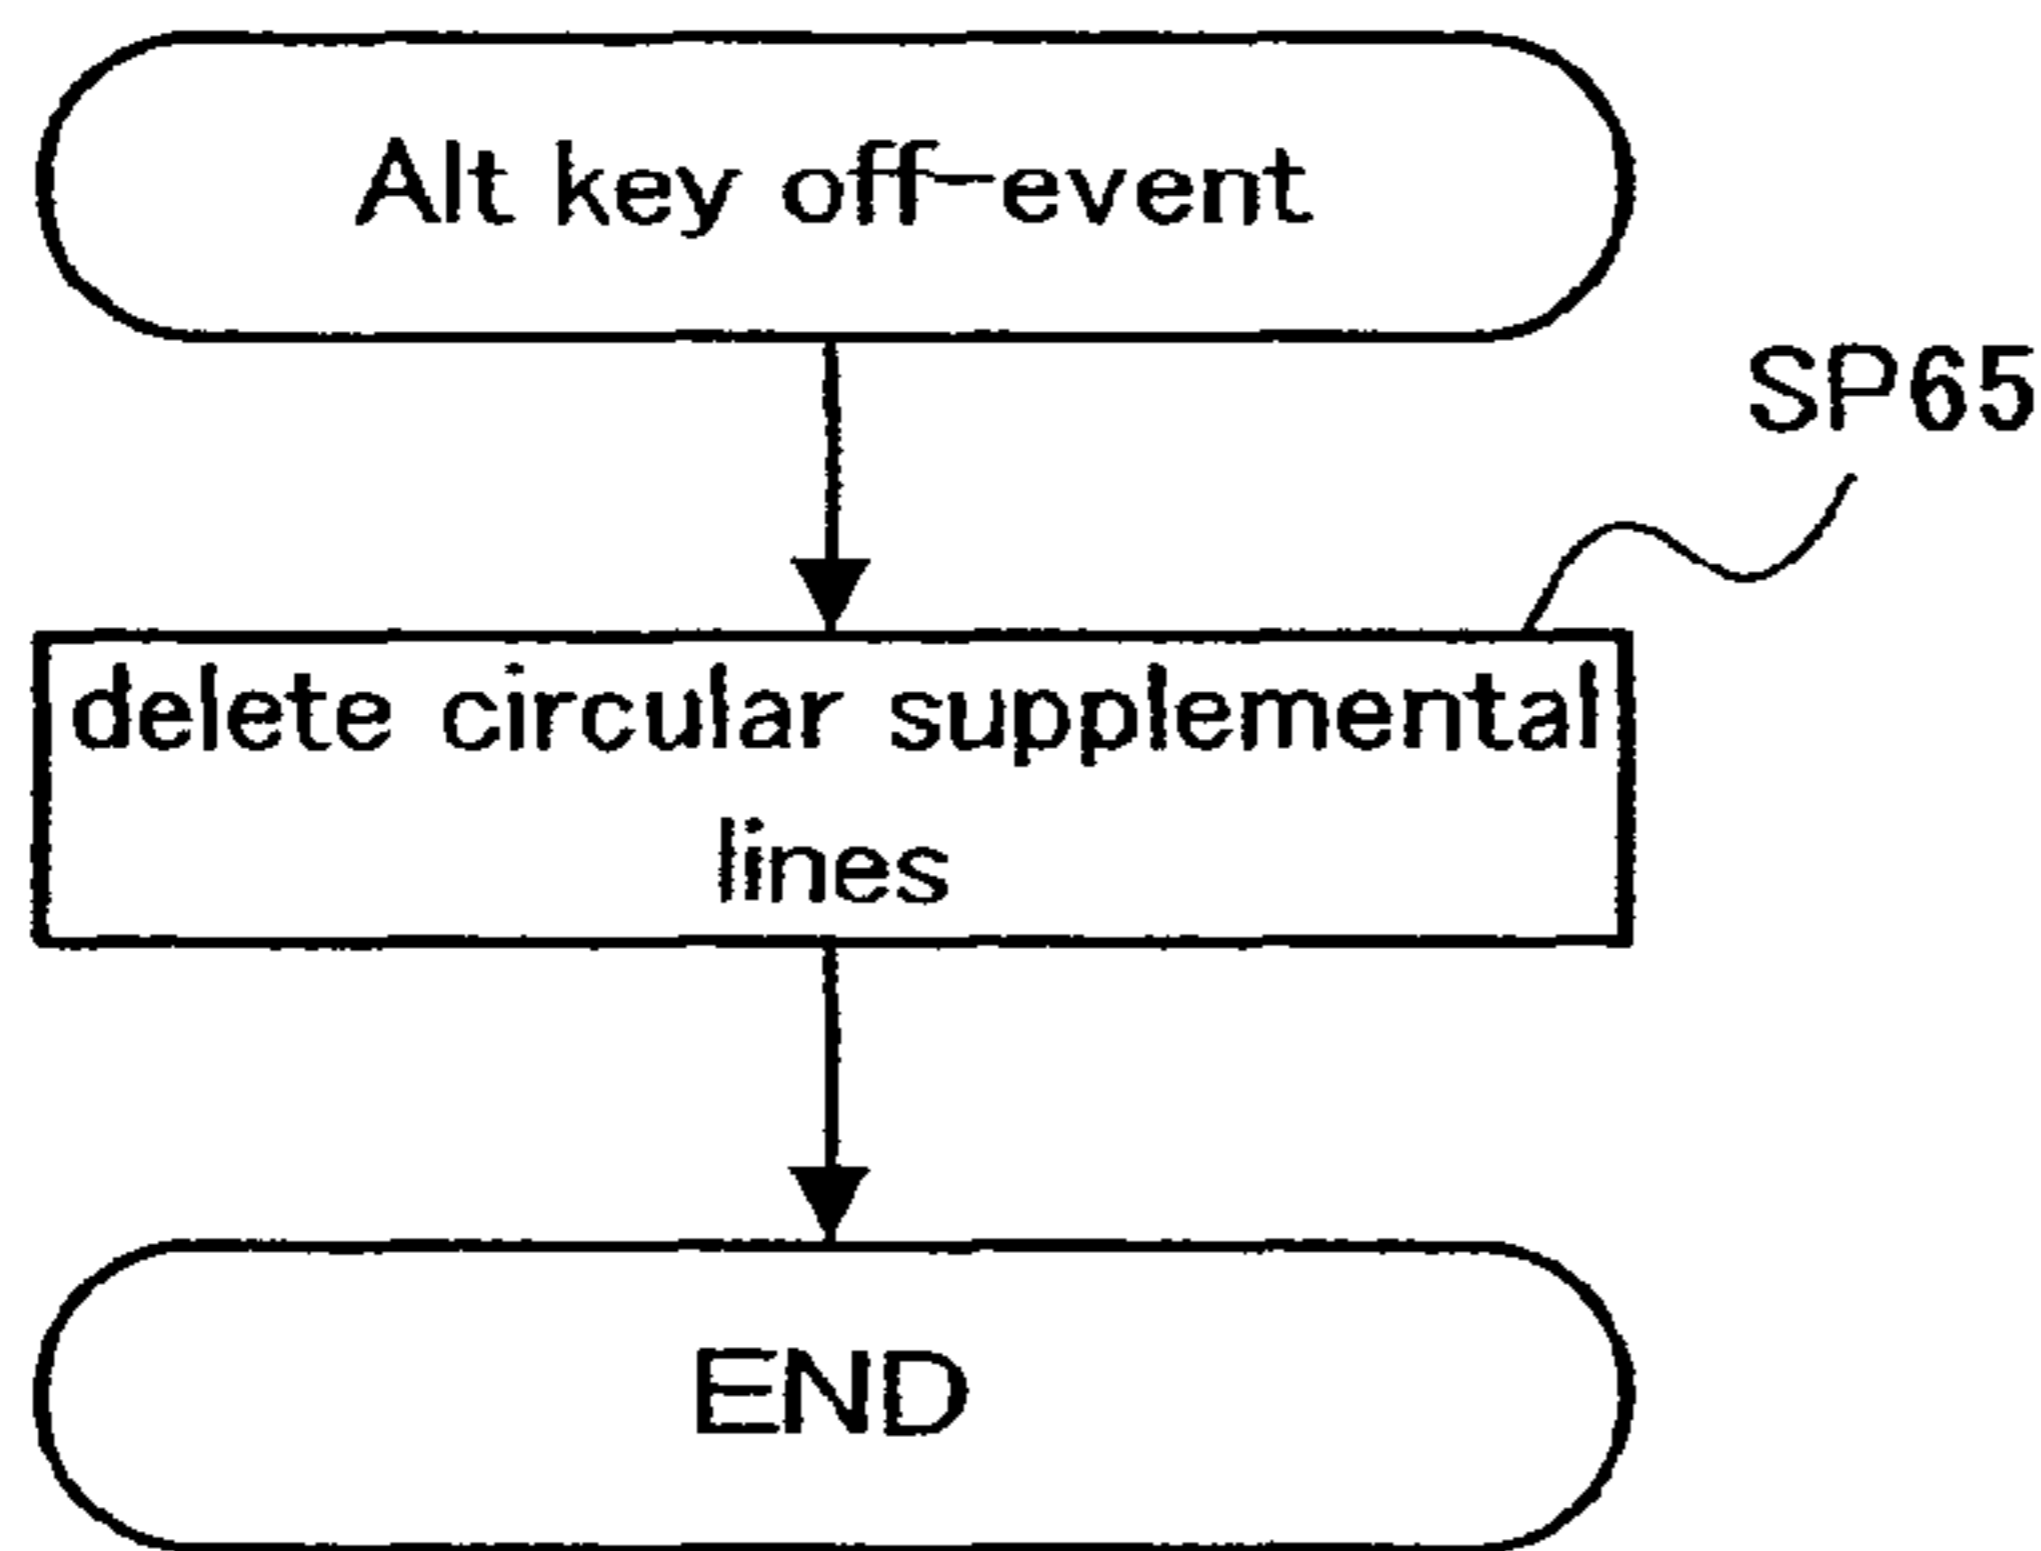 Alt key off-event
SP65
delete circular supplemental
lines
END